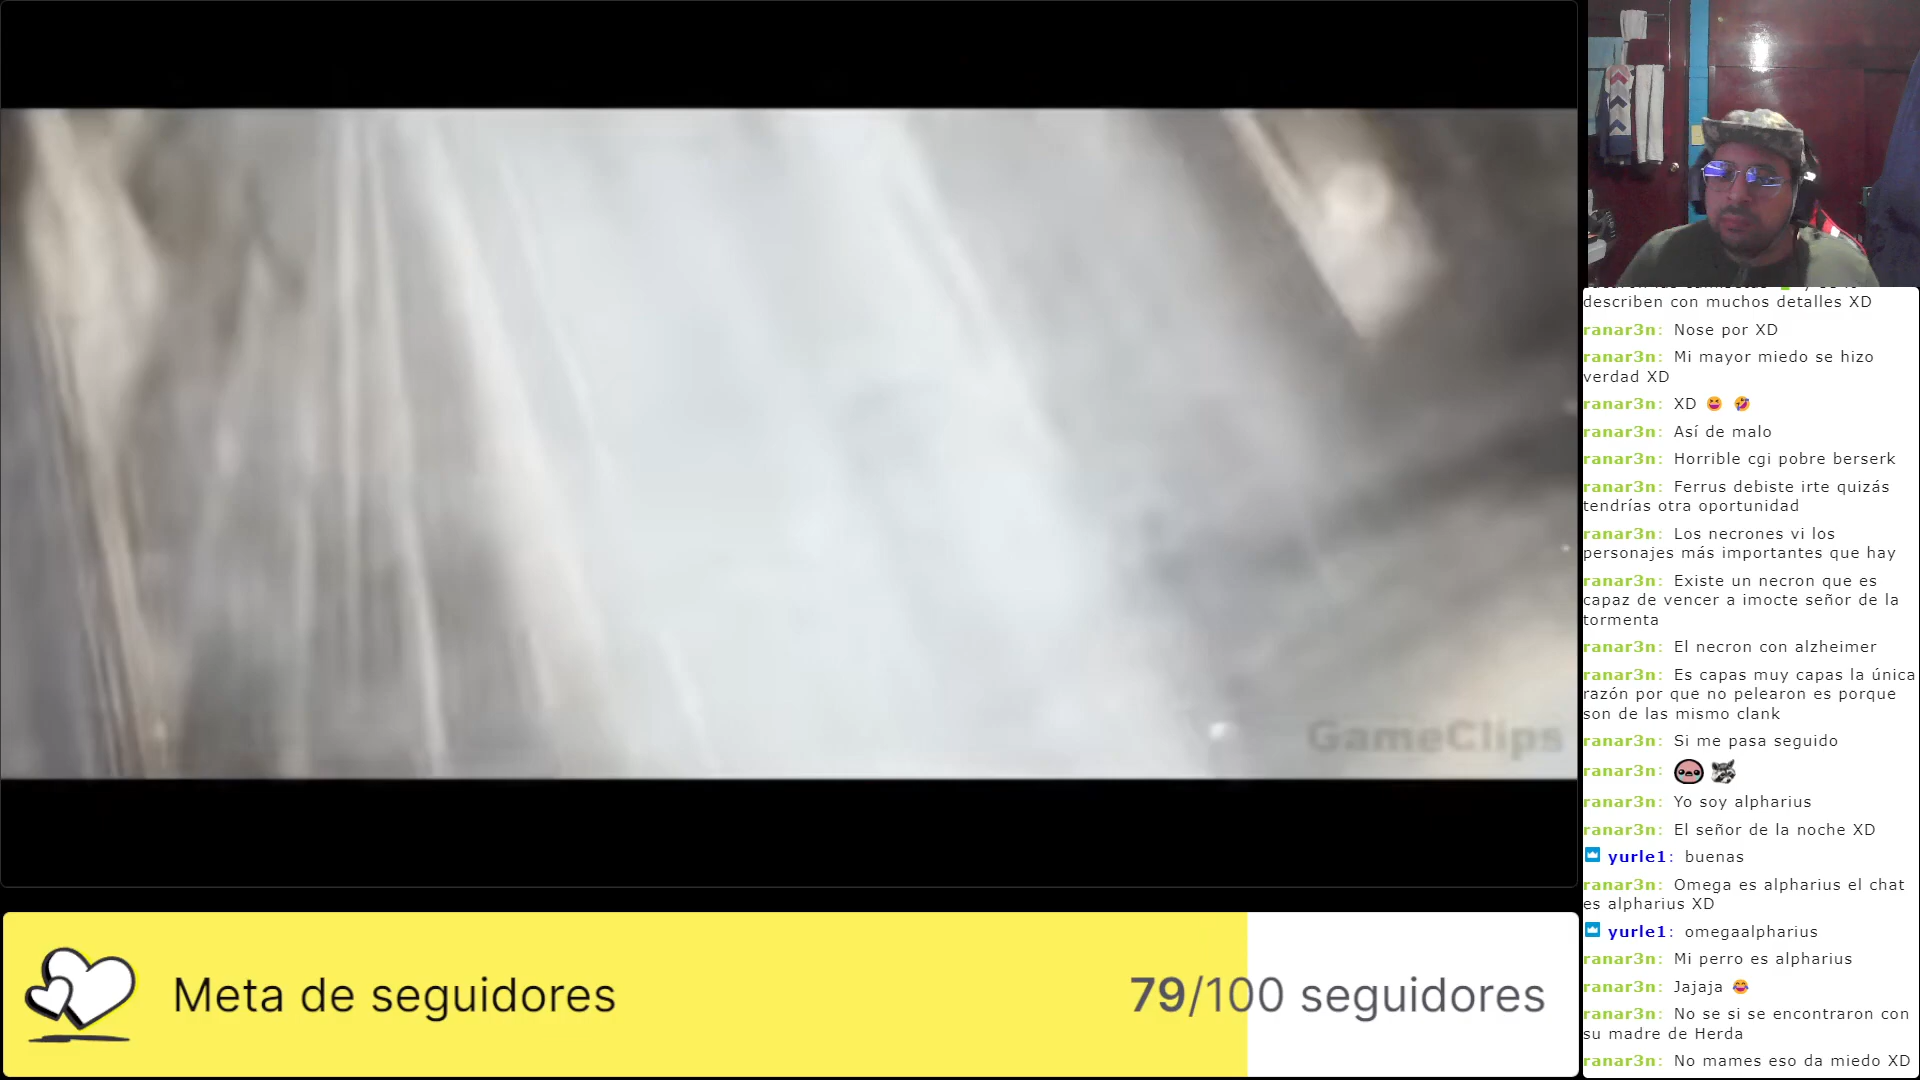 GameClips
Meta de seguidores
79/100 seguidores
describen con muchos detalles XD
ranar3n: Nose por XD
ranar3n: Mi mayor miedo se hizo
verdad XD
ranar3n: XD 😆 🤣
ranar3n: Así de malo
ranar3n: Horrible cgi pobre berserk
ranar3n: Ferrus debiste irte quizás
tendrías otra oportunidad
ranar3n: Los necrones vi los
personajes más importantes que hay
ranar3n: Existe un necron que es
capaz de vencer a imocte señor de la
tormenta
ranar3n: El necron con alzheimer
ranar3n: Es capas muy capas la única
razón por que no pelearon es porque
son de las mismo clank
ranar3n: Si me pasa seguido
ranar3n:
ranar3n: Yo soy alpharius
ranar3n: El señor de la noche XD
yurle1: buenas
ranar3n: Omega es alpharius el chat
es alpharius XD
yurle1: omegaalpharius
ranar3n: Mi perro es alpharius
ranar3n: Jajaja 😂
ranar3n: No se si se encontraron con
su madre de Herda
ranar3n: No mames eso da miedo XD